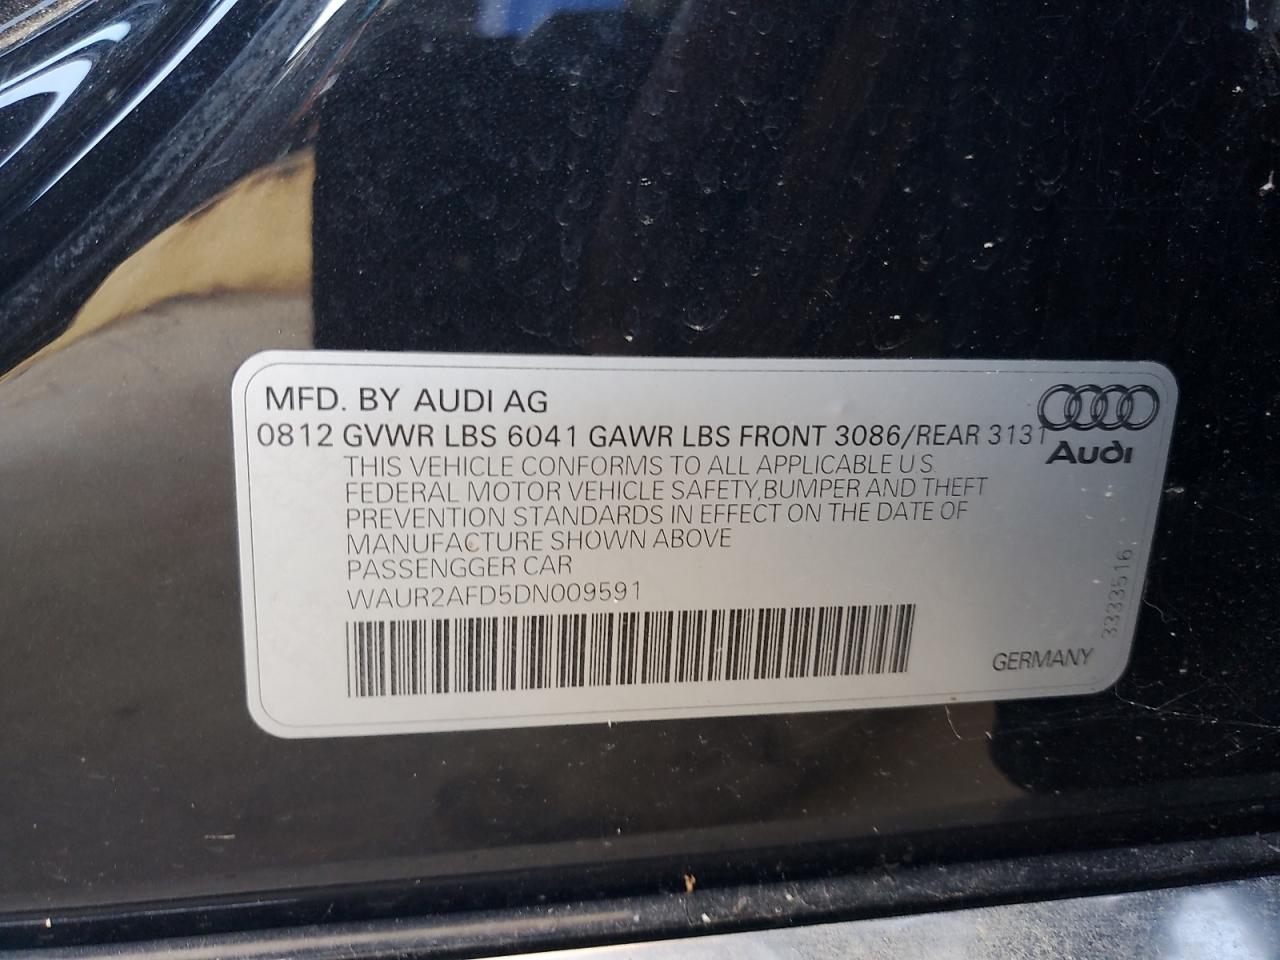 MFD. BY AUDI AG
0812 GVWR LBS 6041 GAWR LBS FRONT 3086/REAR 3131
Audi
THIS VEHICLE CONFORMS TO ALL APPLICABLE U.S.
FEDERAL MOTOR VEHICLE SAFETY,BUMPER AND THEFT
PREVENTION STANDARDS IN EFFECT ON THE DATE OF
MANUFACTURE SHOWN ABOVE
PASSENGGER CAR
WAUR2AFD5DN009591
3333516
GERMANY